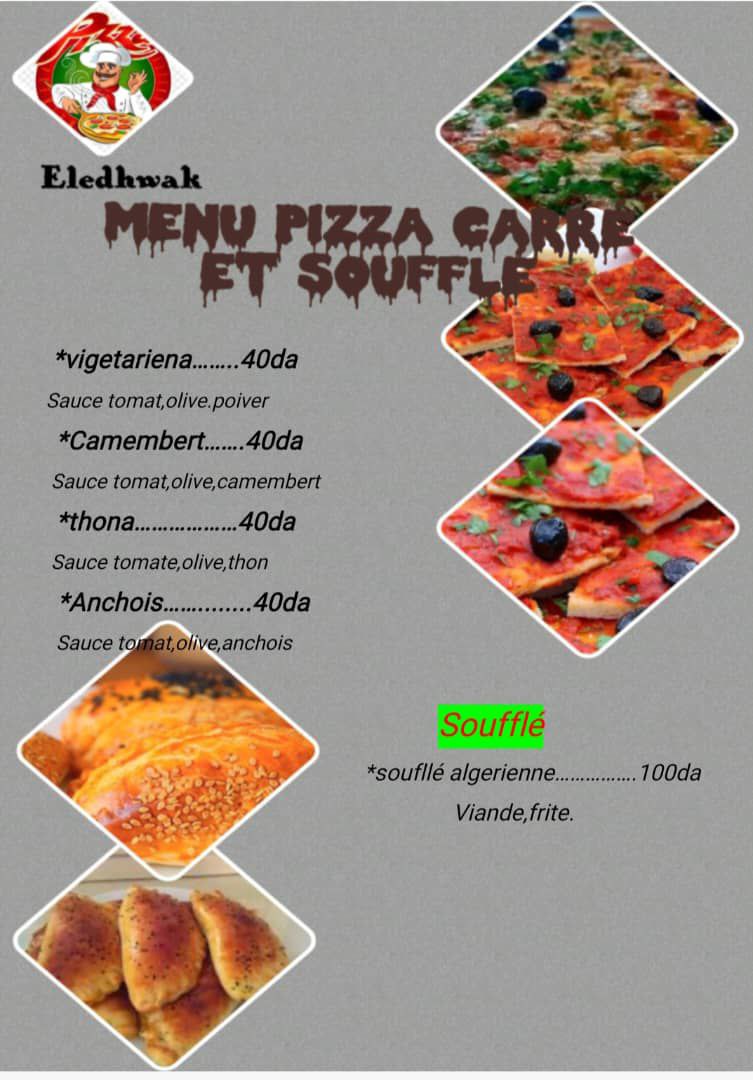 Pizza
Eledhwak
MENU PIZZA CARRE
ET SOUFFLE
*vigetariena……..40da
Sauce tomat,olive.poiver
*Camembert…….40da
Sauce tomat,olive,camembert
*thona………………40da
Sauce tomate,olive,thon
*Anchois……........40da
Sauce tomat,olive,anchois
Soufflé
*soufllé algerienne…………….100da
Viande,frite.